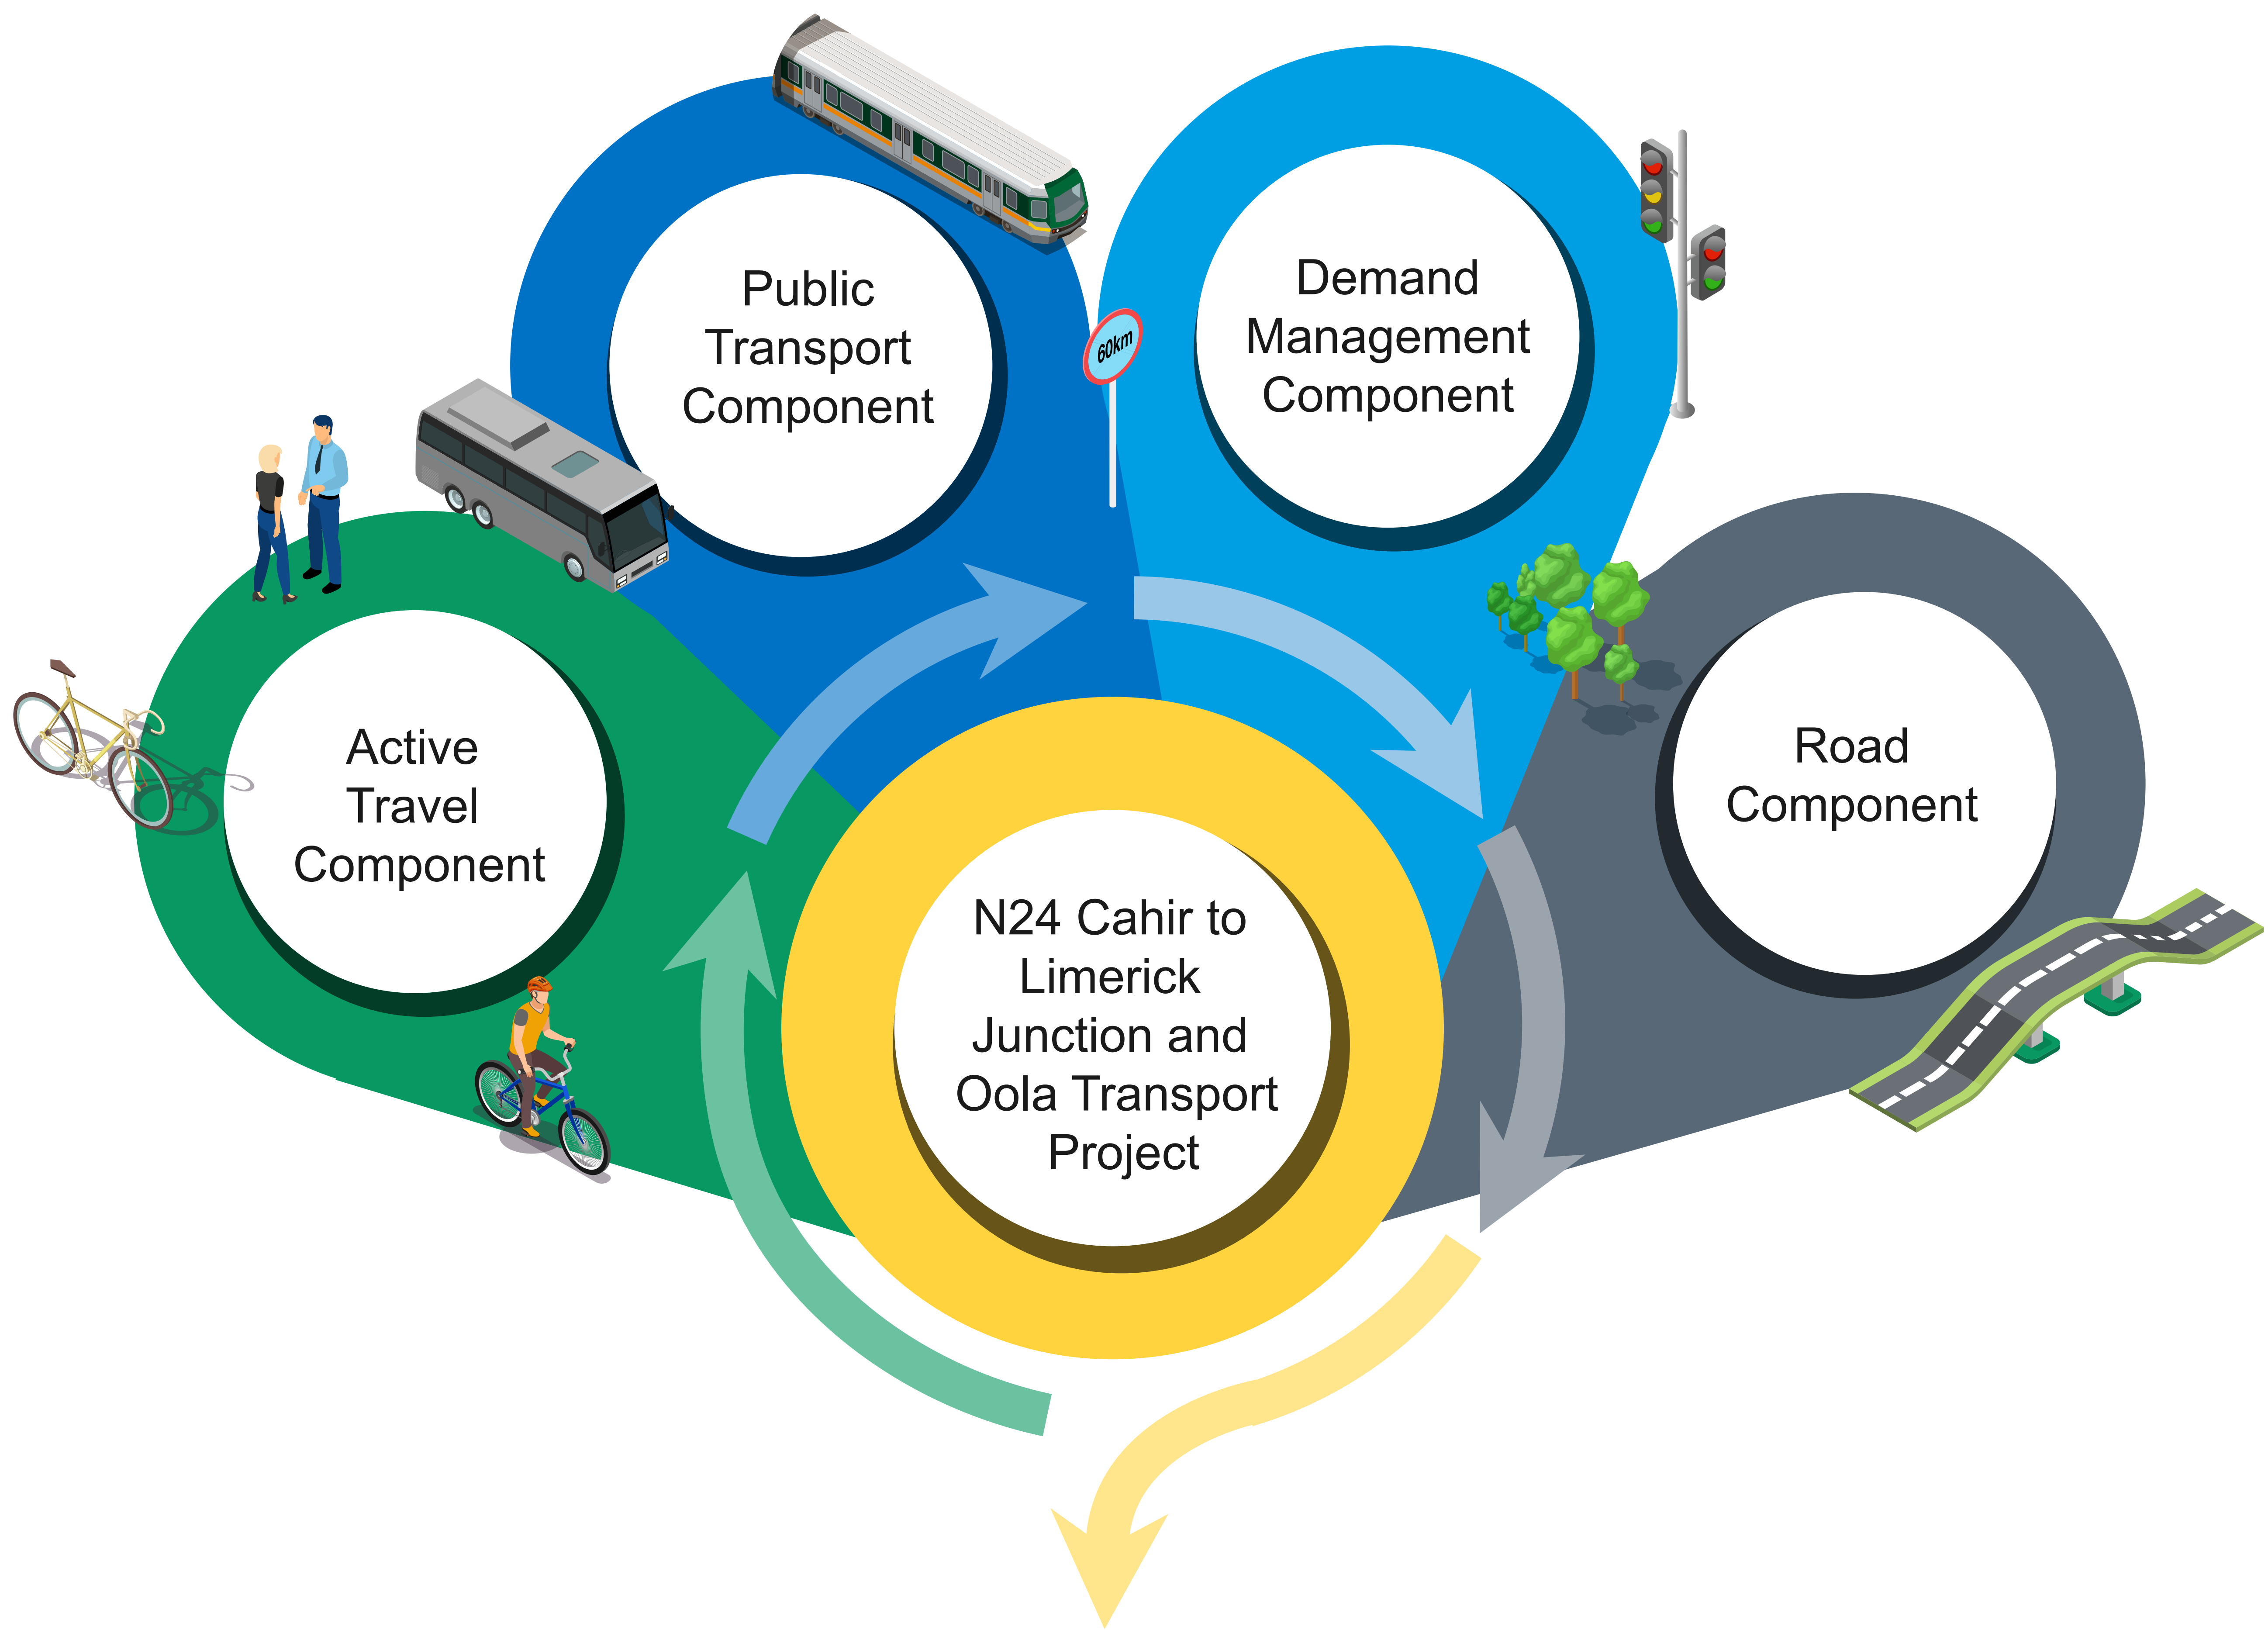 Public
Transport
Component
Demand
Management
Component
60km
Active
Travel
Component
Road
Component
N24 Cahir to
Limerick
Junction and
Oola Transport
Project